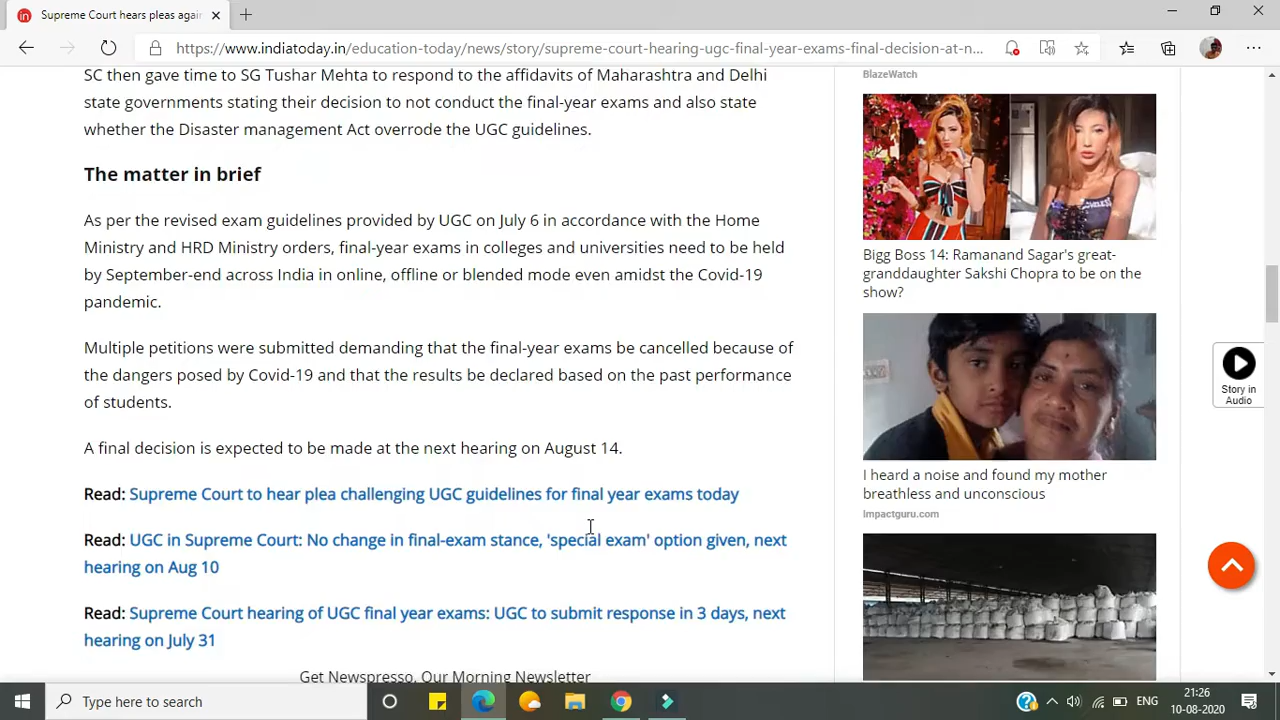 Supreme Court hears pleas agai
https://www.indiatoday.in/education-today/news/story/supreme-court-hearing-ugc-final-year-exams-final-decision-at-n...
SC then gave time to SG Tushar Mehta to respond to the affidavits of Maharashtra and Delhi
state governments stating their decision to not conduct the final-year exams and also state
whether the Disaster management Act overrode the UGC guidelines.
The matter in brief
As per the revised exam guidelines provided by UGC on July 6 in accordance with the Home
Ministry and HRD Ministry orders, final-year exams in colleges and universities need to be held
by September-end across India in online, offline or blended mode even amidst the Covid-19
pandemic.
Multiple petitions were submitted demanding that the final-year exams be cancelled because of
the dangers posed by Covid-19 and that the results be declared based on the past performance
of students.
A final decision is expected to be made at the next hearing on August 14.
Read: Supreme Court to hear plea challenging UGC guidelines for final year exams today
Read: UGC in Supreme Court: No change in final-exam stance, 'special exam' option given, next
hearing on Aug 10
Read: Supreme Court hearing of UGC final year exams: UGC to submit response in 3 days, next
hearing on July 31
Get Newspresso, Our Morning Newsletter
BlazeWatch
Bigg Boss 14: Ramanand Sagar's great-
granddaughter Sakshi Chopra to be on the
show?
I heard a noise and found my mother
breathless and unconscious
Impactguru.com
Story in
Audio
Type here to search
ENG
21:26
10-08-2020